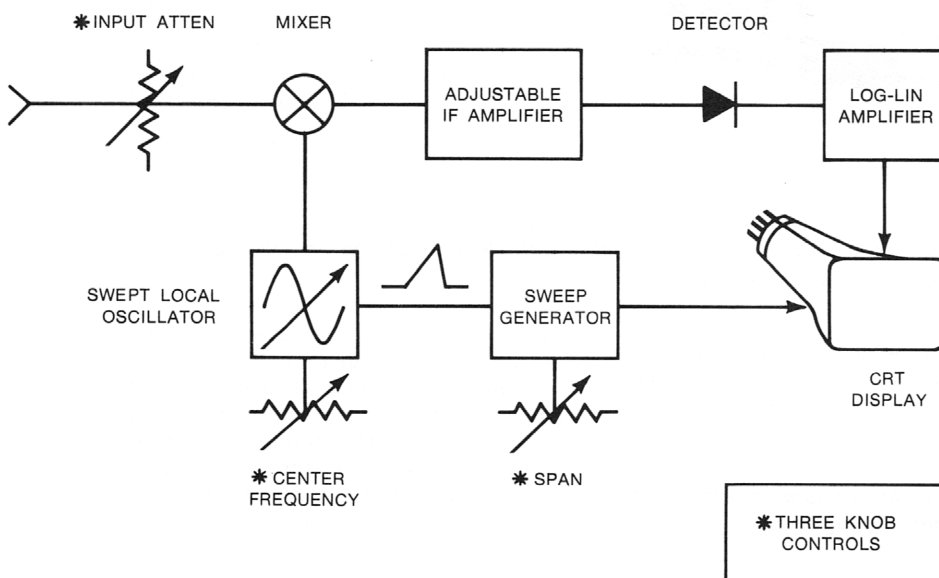 ✱ INPUT ATTEN
MIXER
DETECTOR
ADJUSTABLE
IF AMPLIFIER
LOG-LIN
AMPLIFIER
SWEPT LOCAL
OSCILLATOR
SWEEP
GENERATOR
CRT
DISPLAY
✱ CENTER
FREQUENCY
✱ SPAN
✱ THREE KNOB
CONTROLS